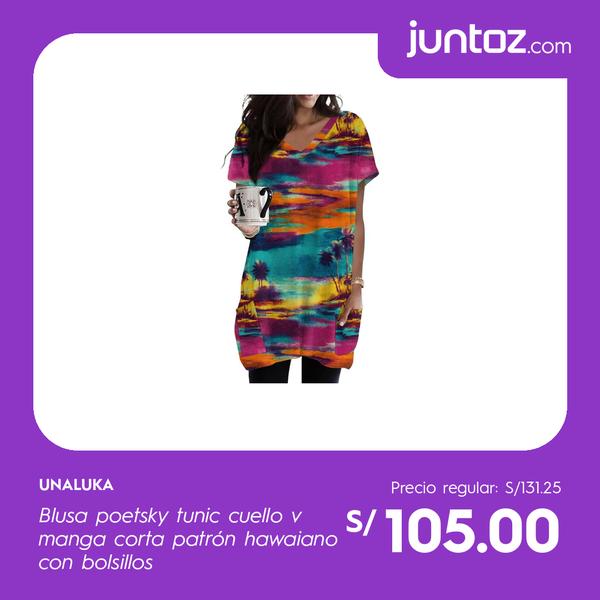 juntoz.com
UNALUKA
Blusa poetsky tunic cuello v
manga corta patrón hawaiano
con bolsillos
Precio regular: S/131.25
S/105.00